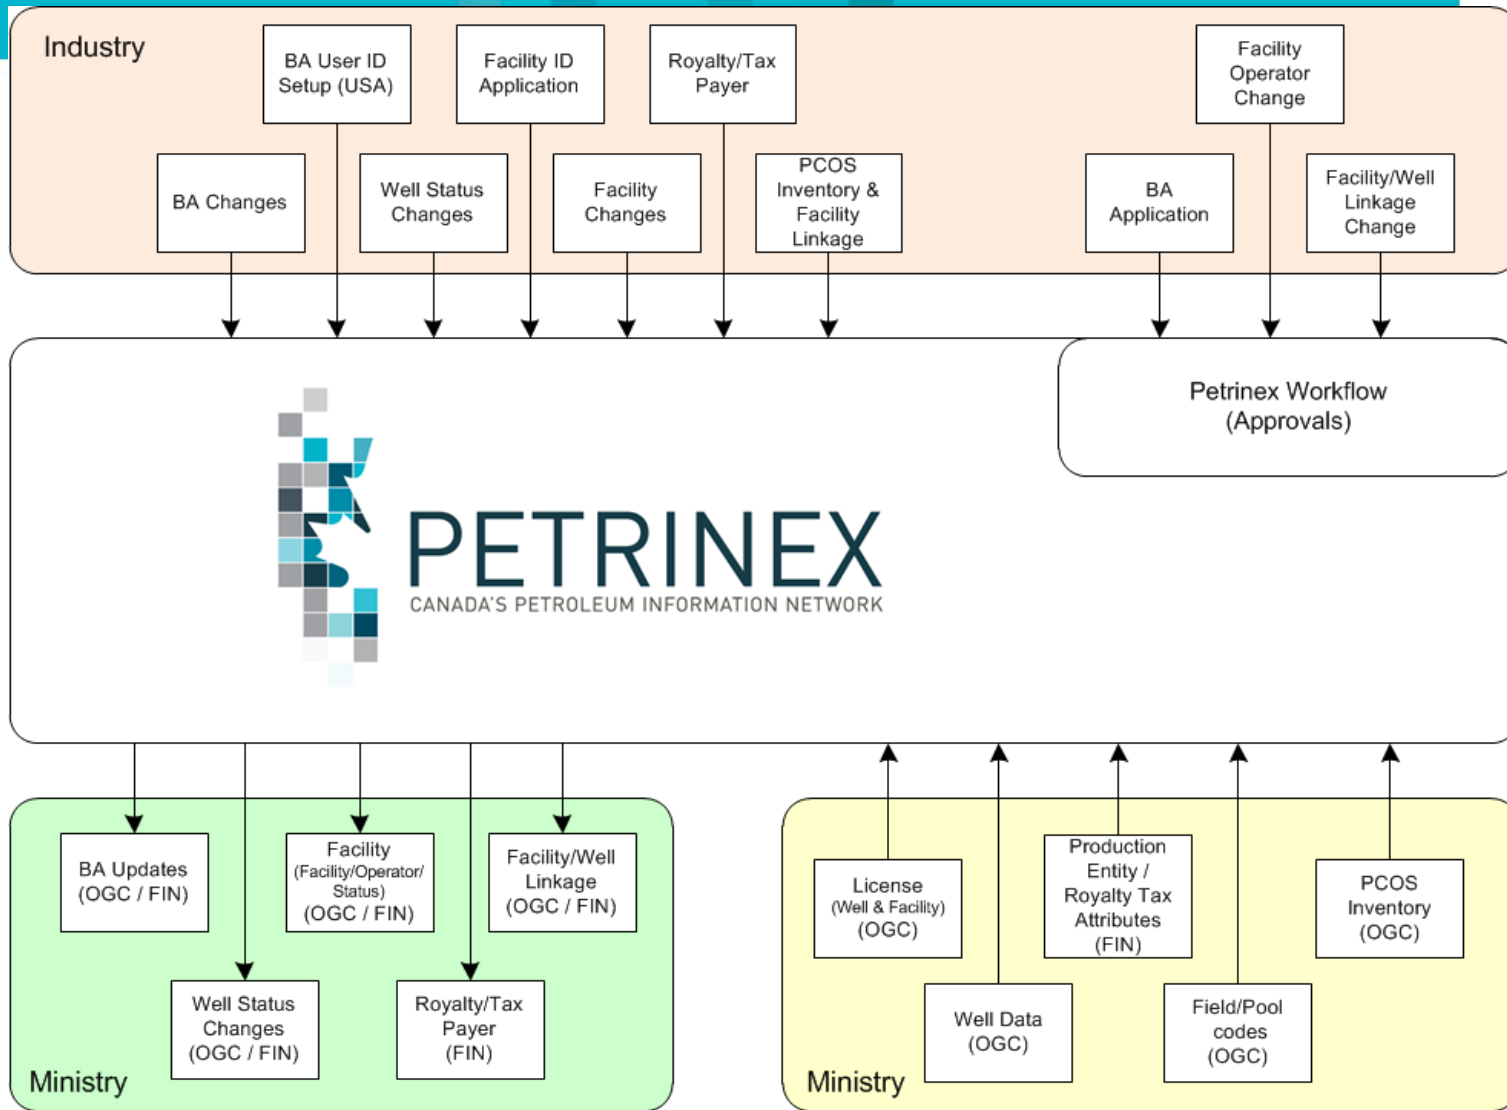 Industry
BA User ID
Setup (USA)
Facility ID
Application
Royalty/Tax
Payer
Facility
Operator
Change
BA Changes
Well Status
Changes
Facility
Changes
PCOS
Inventory &
Facility
Linkage
BA
Application
Facility/Well
Linkage
Change
Petrinex Workflow
(Approvals)
PETRINEX
CANADA'S PETROLEUM INFORMATION NETWORK
BA Updates
(OGC / FIN)
Facility
(Facility/Operator/
Status)
(OGC / FIN)
Facility/Well
Linkage
(OGC / FIN)
Well Status
Changes
(OGC / FIN)
Royalty/Tax
Payer
(FIN)
Ministry
License
(Well & Facility)
(OGC)
Production
Entity /
Royalty Tax
Attributes
(FIN)
PCOS
Inventory
(OGC)
Well Data
(OGC)
Field/Pool
codes
(OGC)
Ministry